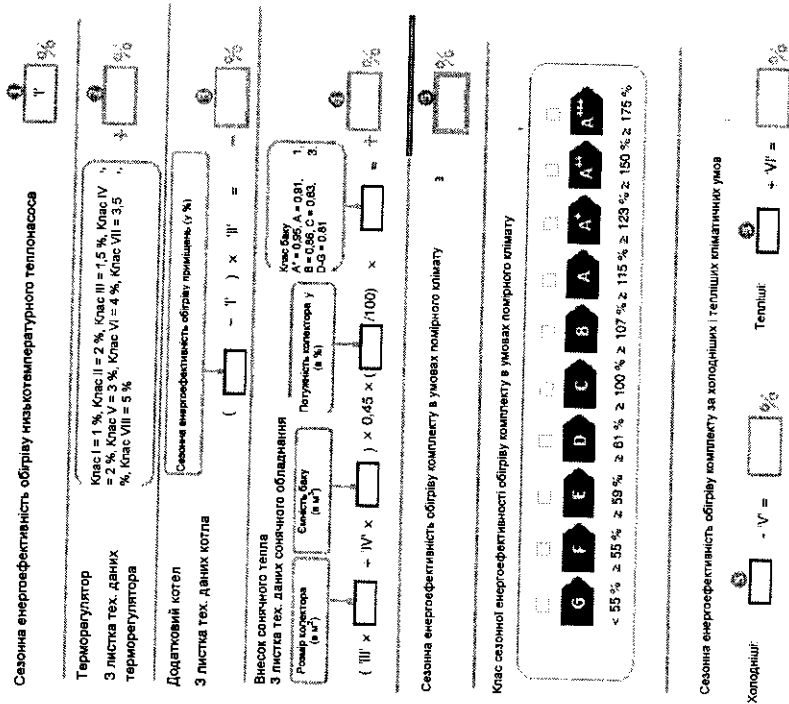 Сезонна енергоефективність обігріву низькотемпературного теплонасоса
1
'I' %
Терморегулятор
З листка тех. даних
терморегулятора
Клас I = 1 %, Клас II = 2 %, Клас III = 1,5 %, Клас IV
= 2 %, Клас V = 3 %, Клас VI = 4 %, Клас VII = 3,5
%, Клас VIII = 5 %
+ %
Додатковий котел
З листка тех. даних котла
Сезонна енергоефективність обігріву приміщень (у %)
( - 'I' ) × 'II' = - %
Внесок сонячного тепла
З листка тех. даних сонячного обладнання
Розмір колектора
(в м²)
Ємність баку
(в м³)
Потужність колектора у
(в %)
Клас баку
A* = 0,95, A = 0,91,
B = 0,86, C = 0,83,
D-G = 0,81
( 'III' × + 'IV' × ) × 0,45 × ( /100) × = + %
Сезонна енергоефективність обігріву комплекту в умовах помірного клімату
%
Клас сезонної енергоефективності обігріву комплекту в умовах помірного клімату
G F E D C B A A⁺ A⁺⁺ A⁺⁺⁺
< 55 % ≥ 55 % ≥ 59 % ≥ 61 % ≥ 100 % ≥ 107 % ≥ 115 % ≥ 123 % ≥ 150 % ≥ 175 %
Сезонна енергоефективність обігріву комплекту за холодніших і тепліших кліматичних умов
Холодніші: - 'V' = % Тепліші: + 'VI' = %